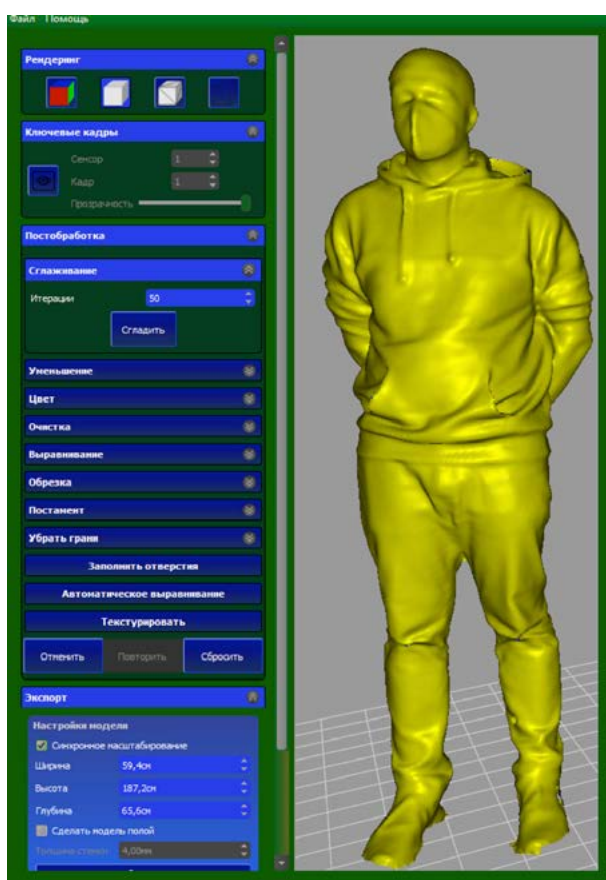 Файл Помощь
Рендеринг
Ключевые кадры
Сенсор 1
Кадр 1
Прозрачность
Постобработка
Сглаживание
Итерации 50
Сгладить
Уменьшение
Цвет
Очистка
Выравнивание
Обрезка
Постамент
Убрать грани
Заполнить отверстия
Автоматическое выравнивание
Текстурировать
Отменить Повторить Сбросить
Экспорт
Настройки модели
Синхронное масштабирование
Ширина 59,4см
Высота 187,2см
Глубина 65,6см
Сделать модель полой
Толщина стенок 4,00мм